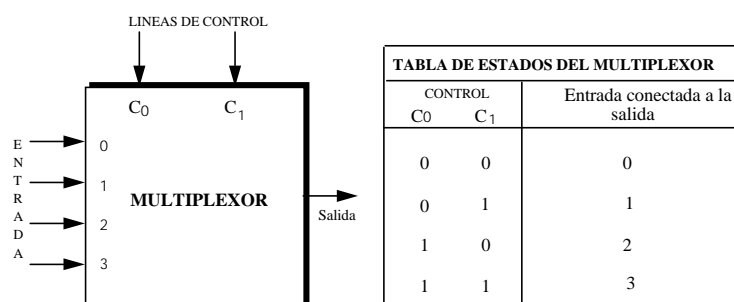 LINEAS DE CONTROL
C0 C1
E
N
T
R
A
D
A
0
1
2
3
MULTIPLEXOR
Salida
TABLA DE ESTADOS DEL MULTIPLEXOR
CONTROL
C0 C1
Entrada conectada a la
salida
0 0 0
0 1 1
1 0 2
1 1 3